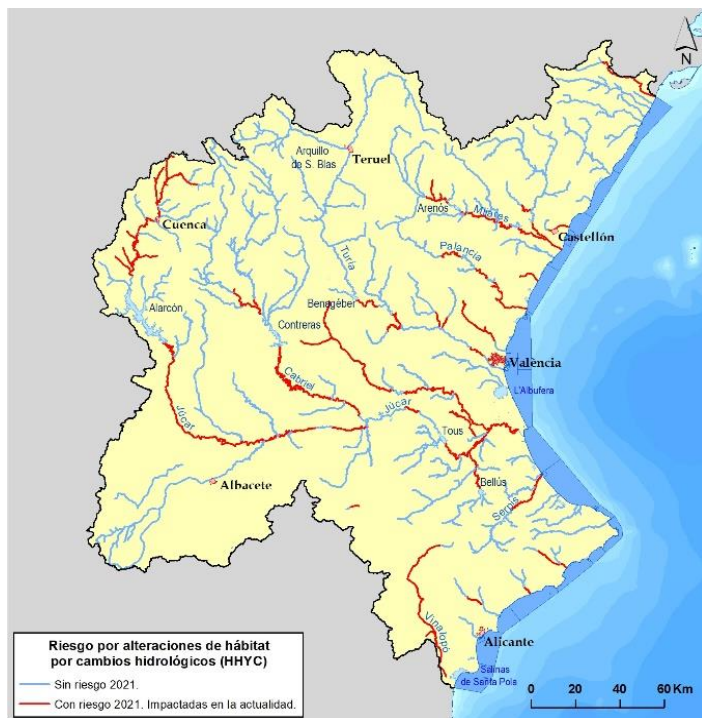 N
Arquillo
de S. Blas
Teruel
Arenós
Mijares
Castellón
Cuenca
Palancia
Turia
Alarcón
Benagéber
Contreras
València
L'Albufera
Cabriel
Júcar
Júcar
Tous
Albacete
Bellús
Serpis
Vinalopó
Alicante
Salinas
de Santa Pola
Riesgo por alteraciones de hábitat
por cambios hidrológicos (HHYC)
Sin riesgo 2021.
Con riesgo 2021. Impactadas en la actualidad.
0 20 40 60 Km